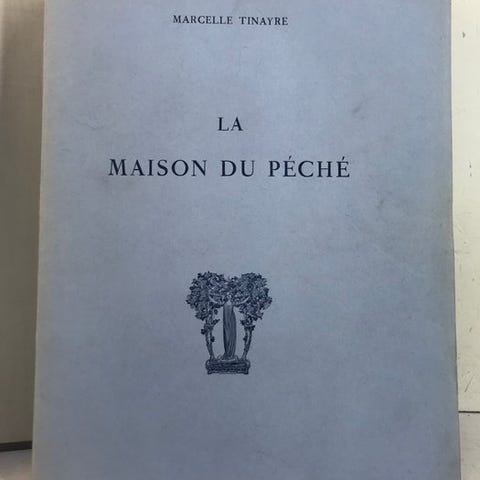 MARCELLE TINAYRE
LA
MAISON DU PÉCHÉ